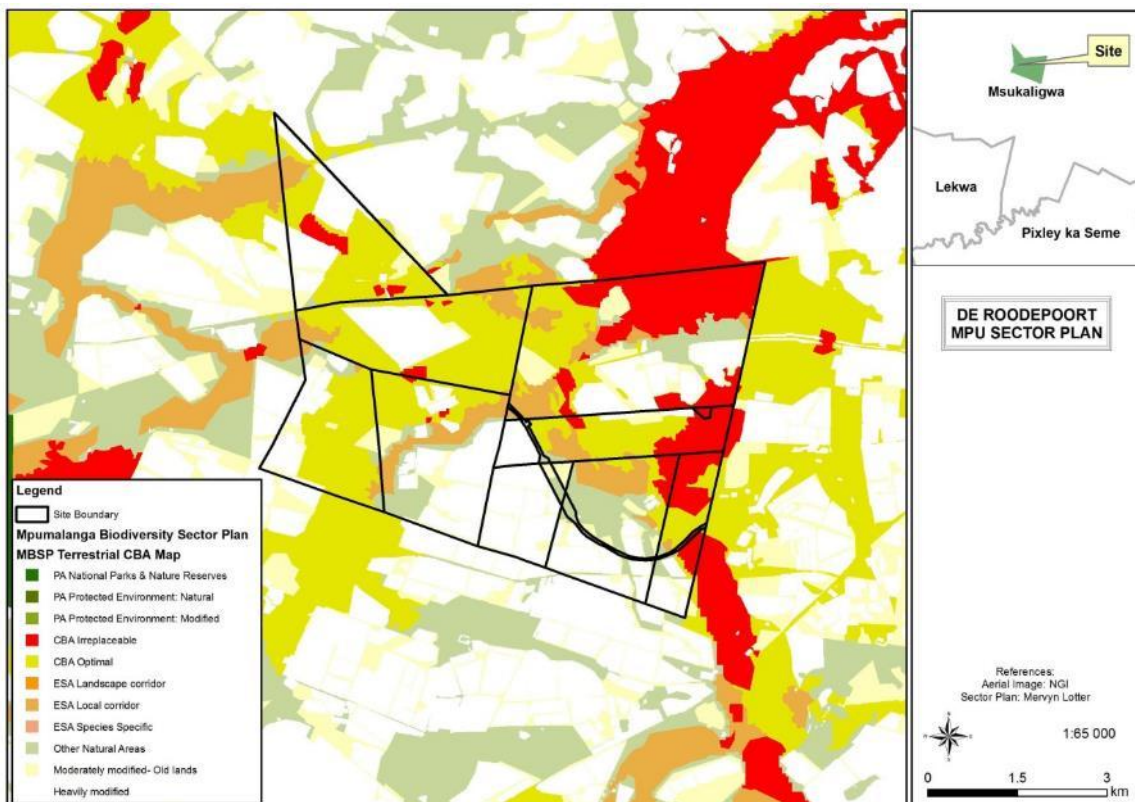 Site
Msukaligwa
Lekwa
Pixley ka Seme
DE ROODEPOORT
MPU SECTOR PLAN
Legend
Site Boundary
Mpumalanga Biodiversity Sector Plan
MBSP Terrestrial CBA Map
PA National Parks & Nature Reserves
PA Protected Environment: Natural
PA Protected Environment: Modified
CBA Irreplaceable
CBA Optimal
ESA Landscape corridor
ESA Local corridor
ESA Species Specific
Other Natural Areas
Moderately modified- Old lands
Heavily modified
References:
Aerial Image: NGI
Sector Plan: Mervyn Lotter
1:65 000
0 1.5 3
km